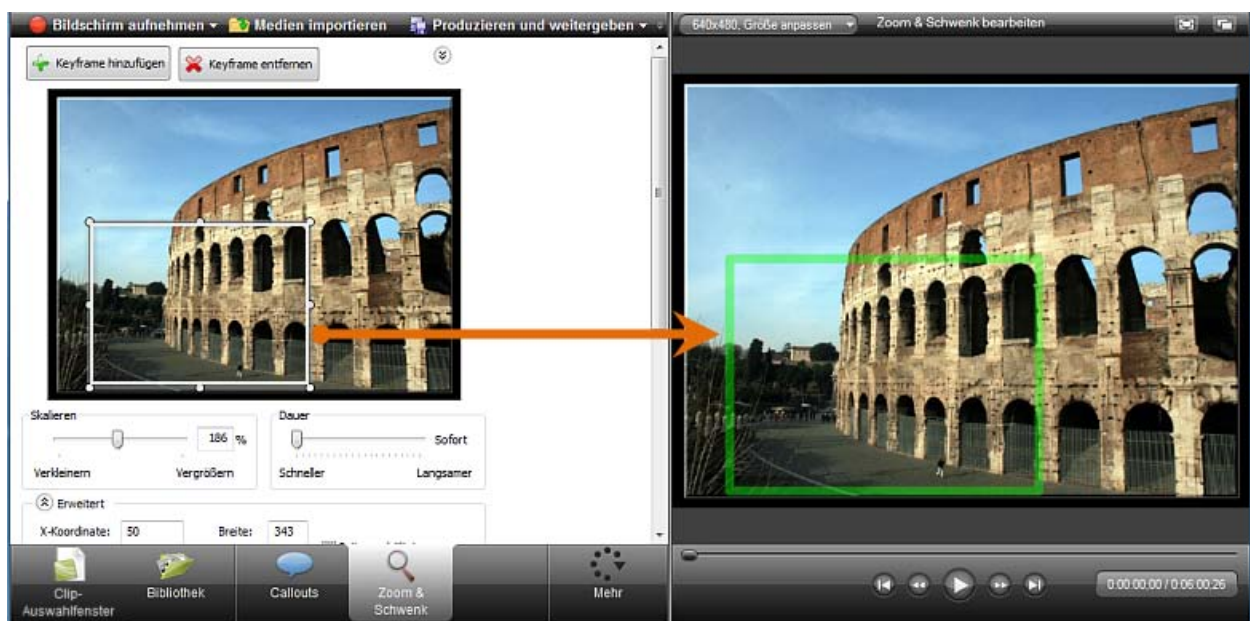 Bildschirm aufnehmen
Medien importieren
Produzieren und weitergeben
640x480, Größe anpassen
Zoom & Schwenk bearbeiten
Keyframe hinzufügen
Keyframe entfernen
Skalieren
186 %
Verkleinern
Vergrößern
Dauer
Sofort
Schneller
Langsamer
Erweitert
X-Koordinate: 50
Breite: 343
Clip-
Auswahlfenster
Bibliothek
Callouts
Zoom &
Schwenk
Mehr
0:00:00;00 / 0:06:00;26